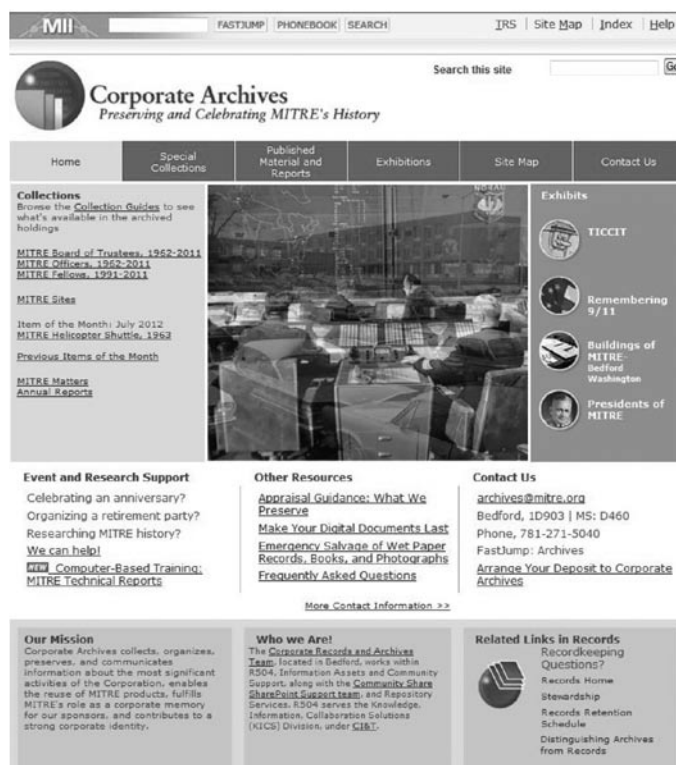 MII
FASTJUMP PHONEBOOK SEARCH
IRS | Site Map | Index | Help
Search this site
Go
Corporate Archives
Preserving and Celebrating MITRE's History
Home
Special Collections
Published Material and Reports
Exhibitions
Site Map
Contact Us
Collections
Browse the Collection Guides to see
what's available in the archived
holdings
MITRE Board of Trustees, 1962-2011
MITRE Officers, 1962-2011
MITRE Fellows, 1991-2011
MITRE Sites
Item of the Month: July 2012
MITRE Helicopter Shuttle, 1963
Previous Items of the Month
MITRE Matters
Annual Reports
NORAD
Exhibits
TICCIT
Remembering
9/11
Buildings of
MITRE-
Bedford
Washington
Presidents of
MITRE
Event and Research Support
Celebrating an anniversary?
Organizing a retirement party?
Researching MITRE history?
We can help!
NEW Computer-Based Training:
MITRE Technical Reports
Other Resources
Appraisal Guidance: What We
Preserve
Make Your Digital Documents Last
Emergency Salvage of Wet Paper
Records, Books, and Photographs
Frequently Asked Questions
Contact Us
archives@mitre.org
Bedford, 1D903 | MS: D460
Phone, 781-271-5040
FastJump: Archives
Arrange Your Deposit to Corporate
Archives
More Contact Information >>
Our Mission
Corporate Archives collects, organizes,
preserves, and communicates
information about the most significant
activities of the Corporation, enables
the reuse of MITRE products, fulfills
MITRE's role as a corporate memory
for our sponsors, and contributes to a
strong corporate identity.
Who we Are!
The Corporate Records and Archives
Team, located in Bedford, works within
R504, Information Assets and Community
Support, along with the Community Share
SharePoint Support team, and Repository
Services. R504 serves the Knowledge,
Information, Collaboration Solutions
(KICS) Division, under CI&T.
Related Links in Records
Recordkeeping
Questions?
Records Home
Stewardship
Records Retention
Schedule
Distinguishing Archives
from Records